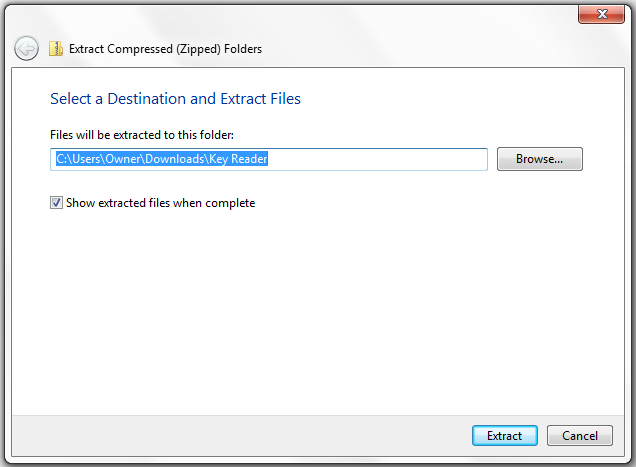 Extract Compressed (Zipped) Folders
Select a Destination and Extract Files
Files will be extracted to this folder:
C:\Users\Owner\Downloads\Key Reader
Browse...
Show extracted files when complete
Extract
Cancel